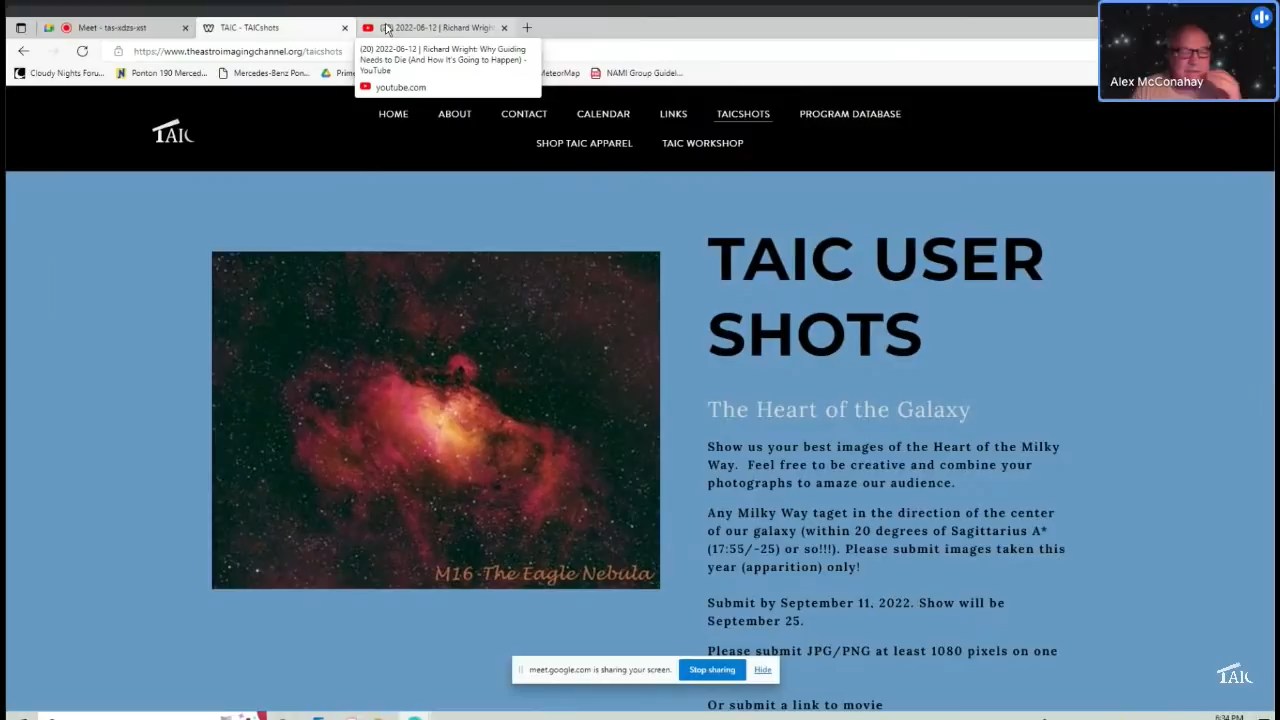 Meet - tas-xdzs-xst
TAIC - TAICshots
2022-06-12 | Richard Wrigh
https://www.theastroimagingchannel.org/taicshots
(20) 2022-06-12 | Richard Wright: Why Guiding
Needs to Die (And How It's Going to Happen) -
YouTube
youtube.com
Cloudy Nights Foru...
Ponton 190 Merced...
Mercedes-Benz Pon...
Prime
MeteorMap
NAMI Group Guidel...
Alex McConahay
TAIC
HOME
ABOUT
CONTACT
CALENDAR
LINKS
TAICSHOTS
PROGRAM DATABASE
SHOP TAIC APPAREL
TAIC WORKSHOP
TAIC USER
SHOTS
The Heart of the Galaxy
Show us your best images of the Heart of the Milky
Way. Feel free to be creative and combine your
photographs to amaze our audience.
Any Milky Way taget in the direction of the center
of our galaxy (within 20 degrees of Sagittarius A*
(17:55/-25) or so!!!). Please submit images taken this
year (apparition) only!
Submit by September 11, 2022. Show will be
September 25.
Please submit JPG/PNG at least 1080 pixels on one
Or submit a link to movie
M16 -The Eagle Nebula
meet.google.com is sharing your screen.
Stop sharing
Hide
TAIC
8:34 PM